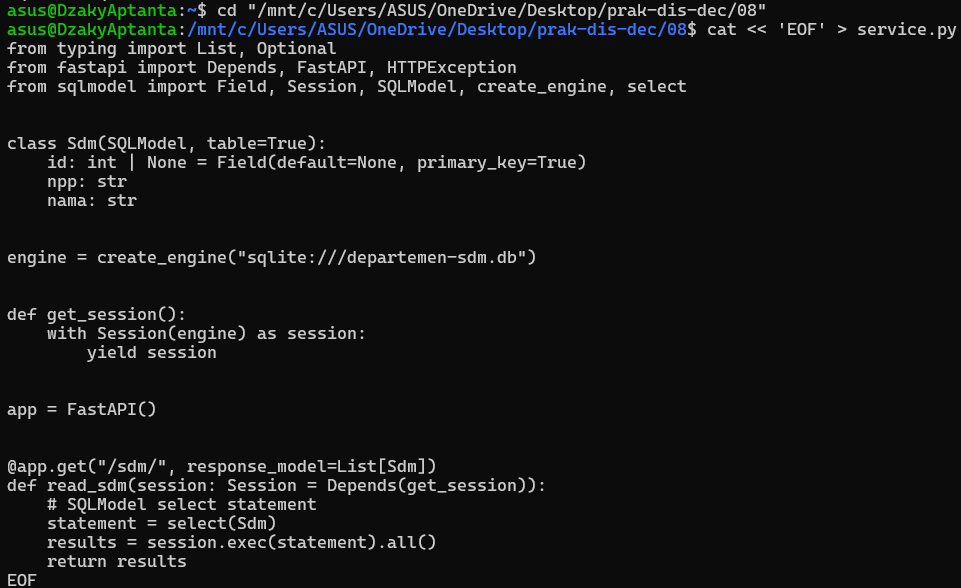 asus@DzakyAptanta:~$ cd "/mnt/c/Users/ASUS/OneDrive/Desktop/prak-dis-dec/08"
asus@DzakyAptanta:/mnt/c/Users/ASUS/OneDrive/Desktop/prak-dis-dec/08$ cat << 'EOF' > service.py
from typing import List, Optional
from fastapi import Depends, FastAPI, HTTPException
from sqlmodel import Field, Session, SQLModel, create_engine, select


class Sdm(SQLModel, table=True):
    id: int | None = Field(default=None, primary_key=True)
    npp: str
    nama: str


engine = create_engine("sqlite:///departemen-sdm.db")


def get_session():
    with Session(engine) as session:
        yield session


app = FastAPI()


@app.get("/sdm/", response_model=List[Sdm])
def read_sdm(session: Session = Depends(get_session)):
    # SQLModel select statement
    statement = select(Sdm)
    results = session.exec(statement).all()
    return results
EOF